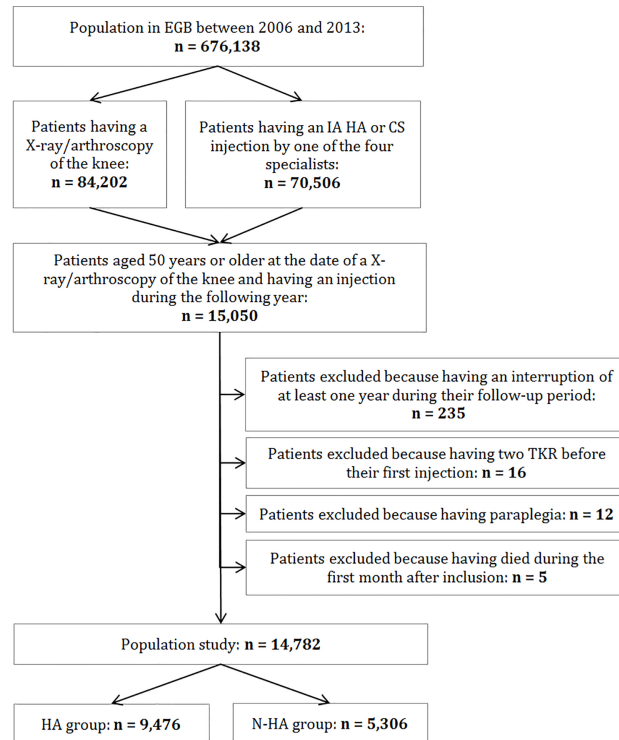 Population in EGB between 2006 and 2013:
n = 676,138
Patients having a
X-ray/arthroscopy
of the knee:
n = 84,202
Patients having an IA HA or CS
injection by one of the four
specialists:
n = 70,506
Patients aged 50 years or older at the date of a X-
ray/arthroscopy of the knee and having an injection
during the following year:
n = 15,050
Patients excluded because having an interruption of
at least one year during their follow-up period:
n = 235
Patients excluded because having two TKR before
their first injection: n = 16
Patients excluded because having paraplegia: n = 12
Patients excluded because having died during the
first month after inclusion: n = 5
Population study: n = 14,782
HA group: n = 9,476
N-HA group: n = 5,306